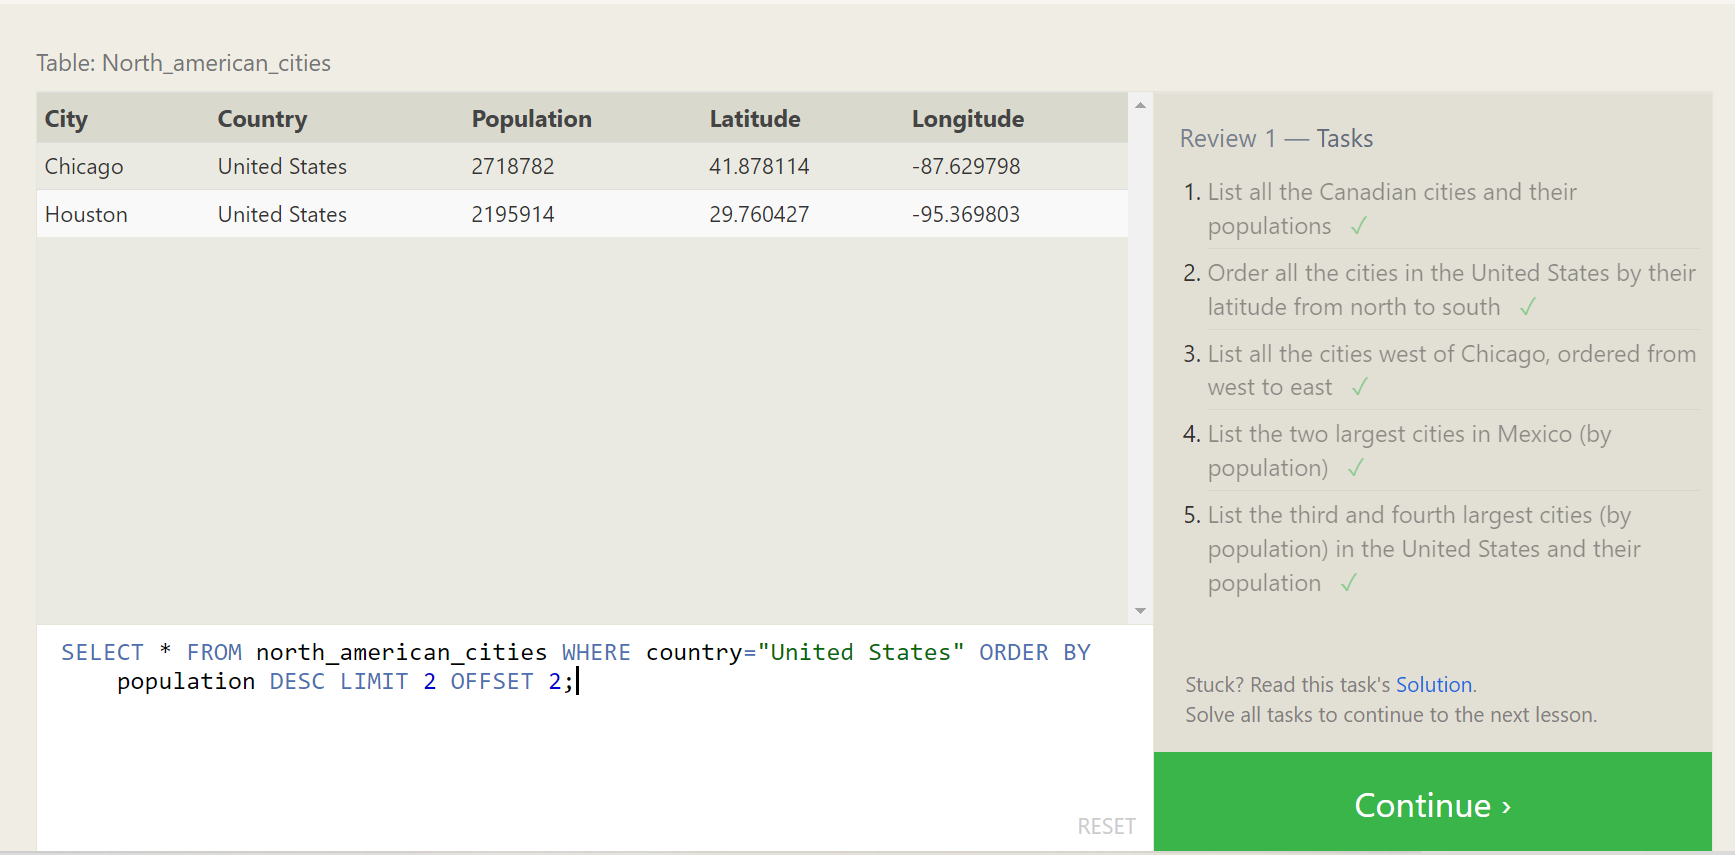 Table: North_american_cities
City Country Population Latitude Longitude
Chicago United States 2718782 41.878114 -87.629798
Houston United States 2195914 29.760427 -95.369803
SELECT * FROM north_american_cities WHERE country="United States" ORDER BY
population DESC LIMIT 2 OFFSET 2;
RESET
Review 1 — Tasks
1. List all the Canadian cities and their
populations ✓
2. Order all the cities in the United States by their
latitude from north to south ✓
3. List all the cities west of Chicago, ordered from
west to east ✓
4. List the two largest cities in Mexico (by
population) ✓
5. List the third and fourth largest cities (by
population) in the United States and their
population ✓
Stuck? Read this task's Solution.
Solve all tasks to continue to the next lesson.
Continue ›